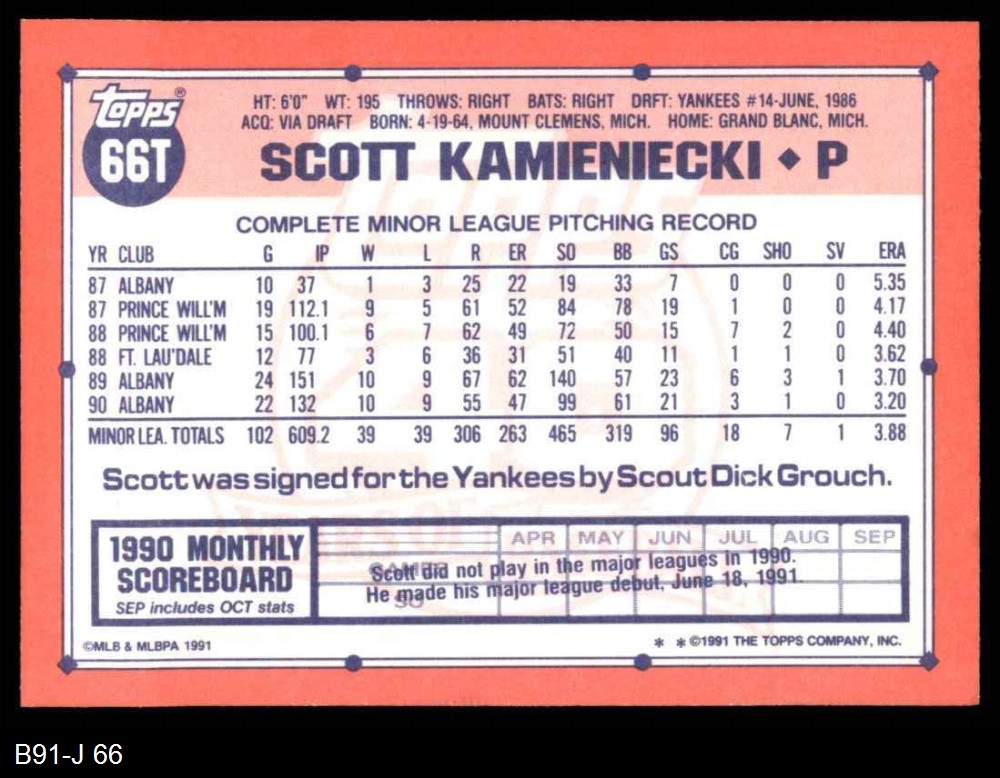 Topps®
66T
HT: 6'0" WT: 195 THROWS: RIGHT BATS: RIGHT DRFT: YANKEES #14-JUNE, 1986
ACQ: VIA DRAFT BORN: 4-19-64, MOUNT CLEMENS, MICH. HOME: GRAND BLANC, MICH.
SCOTT KAMIENIECKI ◆ P
COMPLETE MINOR LEAGUE PITCHING RECORD
YR CLUB G IP W L R ER SO BB GS CG SHO SV ERA
87 ALBANY 10 37 1 3 25 22 19 33 7 0 0 0 5.35
87 PRINCE WILL'M 19 112.1 9 5 61 52 84 78 19 1 0 0 4.17
88 PRINCE WILL'M 15 100.1 6 7 62 49 72 50 15 7 2 0 4.40
88 FT. LAU'DALE 12 77 3 6 36 31 51 40 11 1 1 0 3.62
89 ALBANY 24 151 10 9 67 62 140 57 23 6 3 1 3.70
90 ALBANY 22 132 10 9 55 47 99 61 21 3 1 0 3.20
MINOR LEA. TOTALS 102 609.2 39 39 306 263 465 319 96 18 7 1 3.88
Scott was signed for the Yankees by Scout Dick Grouch.
1990 MONTHLY
SCOREBOARD
SEP includes OCT stats
APR MAY JUN JUL AUG SEP
Scott did not play in the major leagues in 1990.
He made his major league debut, June 18, 1991.
SO
©MLB & MLBPA 1991
* * ©1991 THE TOPPS COMPANY, INC.
B91-J 66